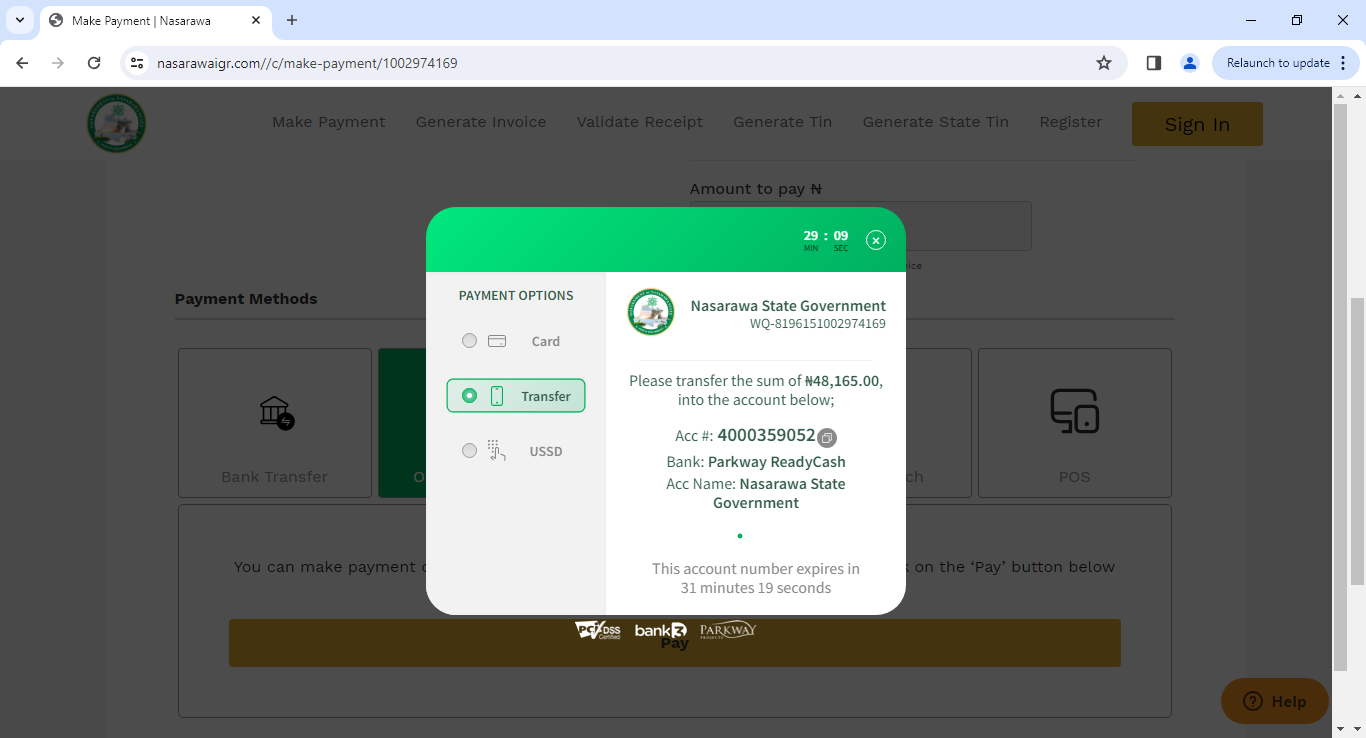 Make Payment | Nasarawa
nasarawaigr.com//c/make-payment/1002974169
Relaunch to update
Make Payment
Generate Invoice
Validate Receipt
Generate Tin
Generate State Tin
Register
Sign In
Amount to pay ₦
Payment Methods
Bank Transfer
POS
You can make payment
on the ‘Pay’ button below
Pay
29 : 09
MIN SEC
PAYMENT OPTIONS
Card
Transfer
USSD
Nasarawa State Government
WQ-8196151002974169
Please transfer the sum of ₦48,165.00,
into the account below;
Acc #: 4000359052
Bank: Parkway ReadyCash
Acc Name: Nasarawa State
Government
This account number expires in
31 minutes 19 seconds
PCI DSS
Certified
bank3
PARKWAY
PROJECTS
Help